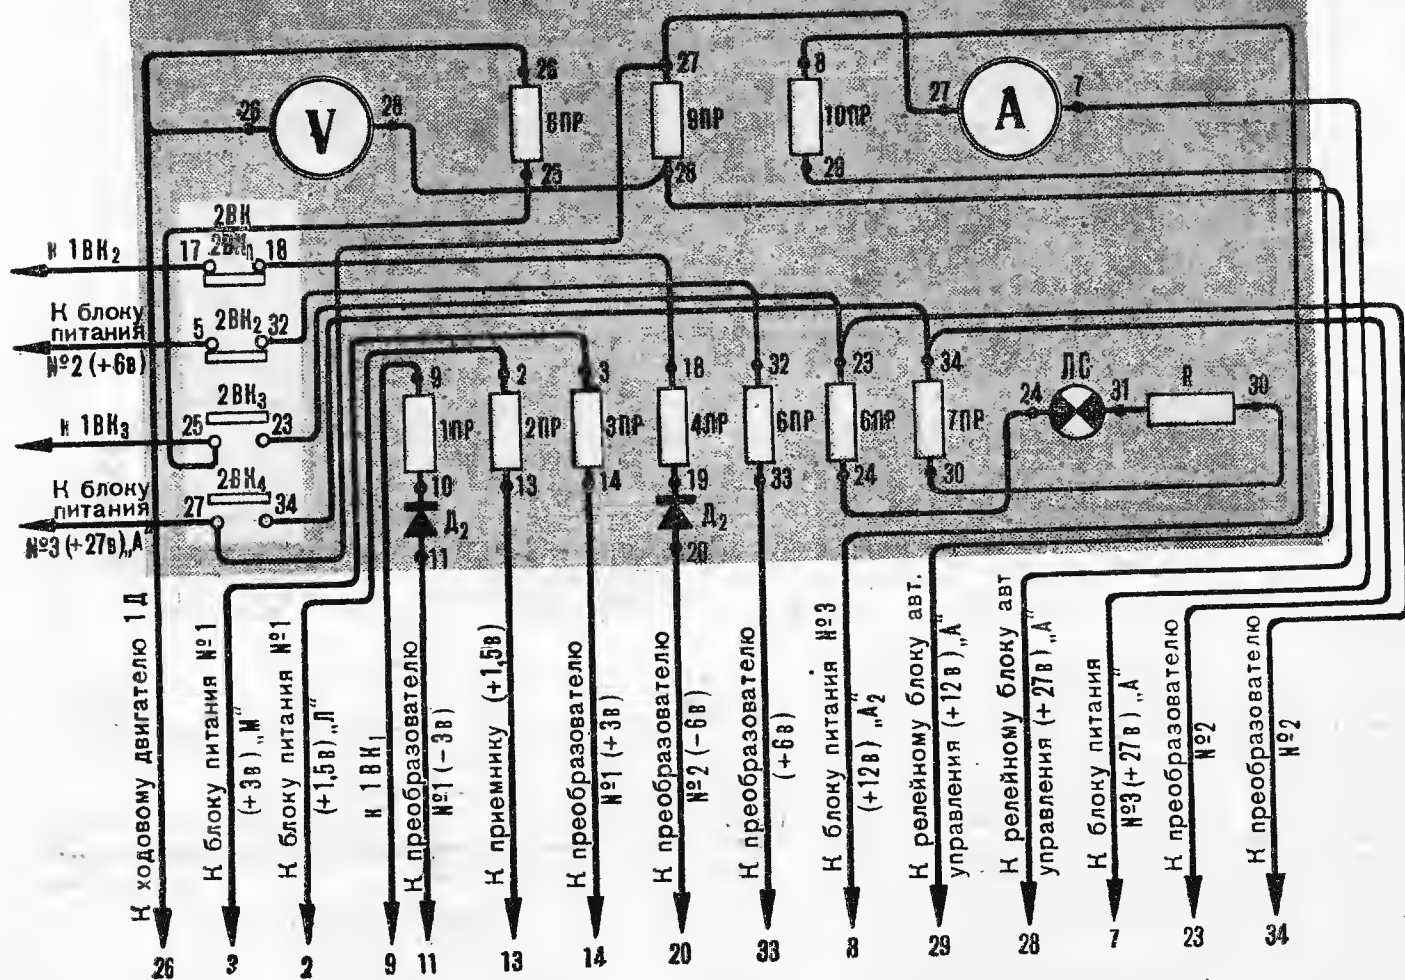 26
27
8
27
7
26
V
28
8ПР
9ПР
10ПР
A
25
28
29
2ВК
к 1ВК₂
17
2ВК₁
18
К блоку
питания
№2 (+6в)
5
2ВК₂
32
к 1ВК₃
25
2ВК₃
23
К блоку
питания
№3 (+27в) „А"
27
2ВК₄
34
9
2
3
18
32
23
34
24
ЛС
31
R
30
1ПР
2ПР
3ПР
4ПР
6ПР
6ПР
7ПР
10
13
14
19
33
24
30
Д₂
Д₂
11
20
К ходовому двигателю 1Д
К блоку питания №1
(+3в) „М"
К блоку питания №1
(+1,5в) „Л"
к 1ВК₁
К преобразователю
№1 (−3в)
К приемнику (+1,5в)
К преобразователю
№1 (+3в)
К преобразователю
№2 (−6в)
К преобразователю
(+6в)
К блоку питания №3
(+12в) „А₂"
К релейному блоку авт.
управления (+12в) „А"
К релейному блоку авт
управления (+27в) „А"
К блоку питания
№3 (+27в) „А"
К преобразователю
№2
К преобразователю
№2
26
3
2
9
11
13
14
20
33
8
29
28
7
23
34